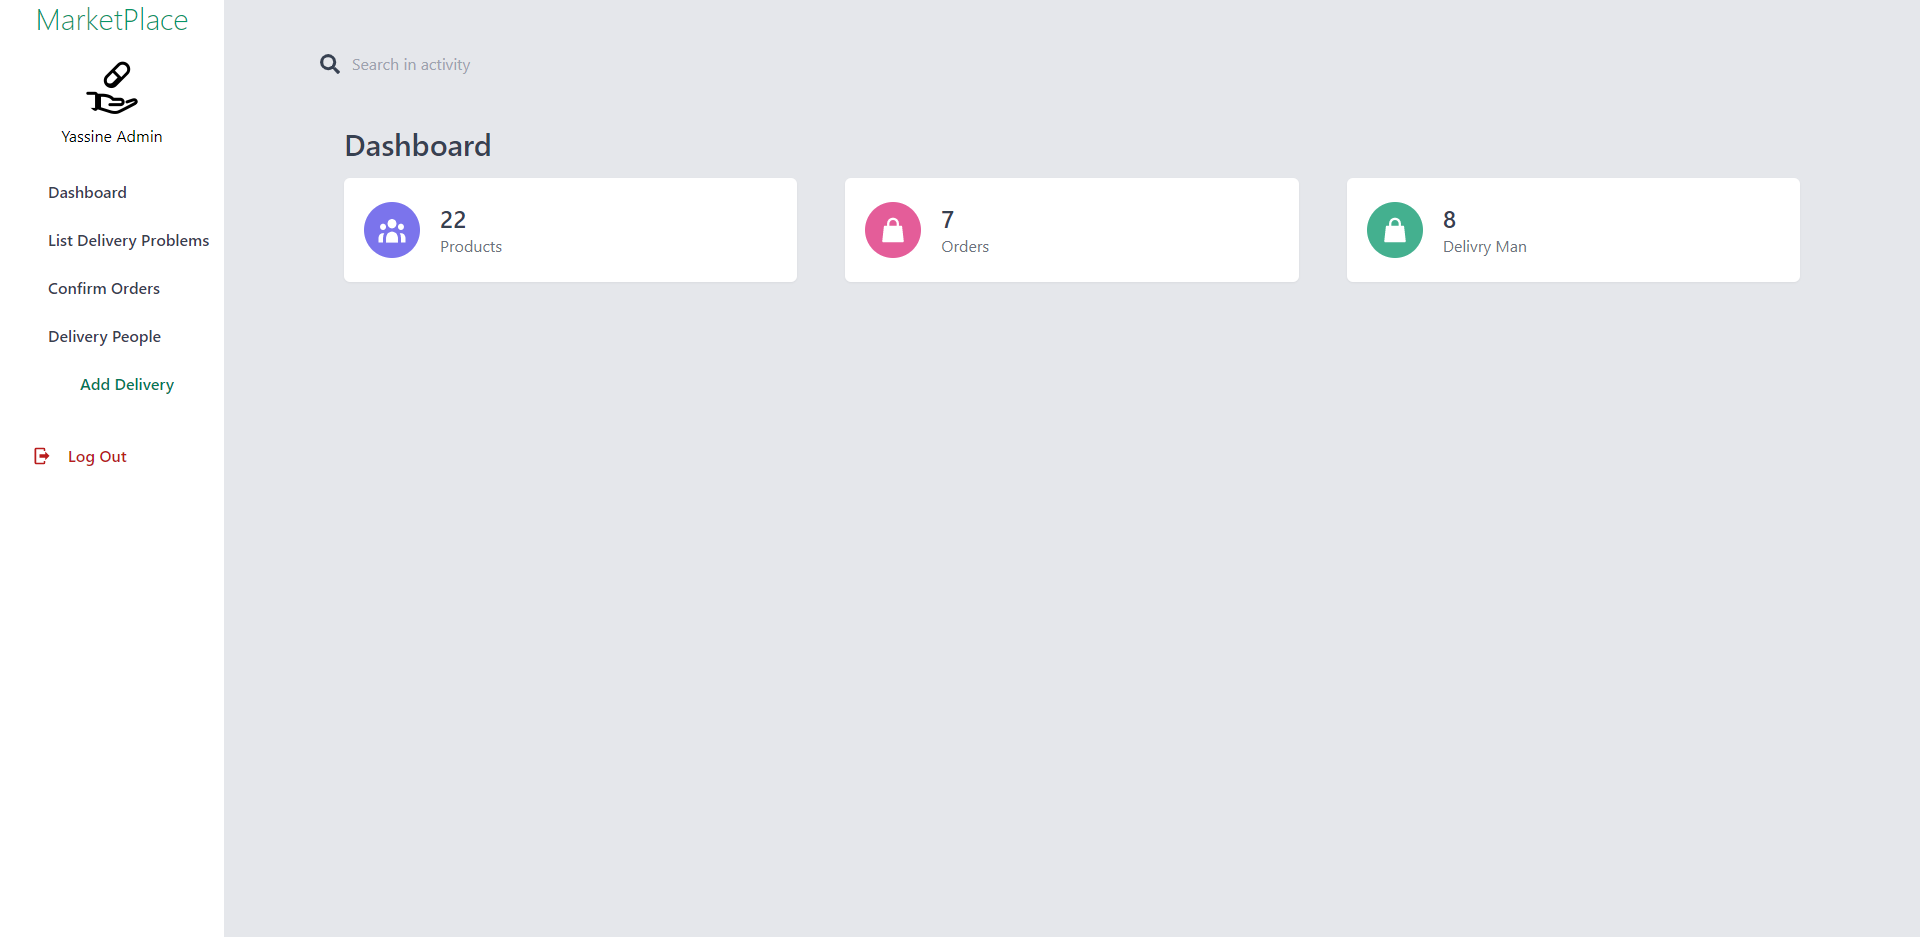 MarketPlace
Yassine Admin
Dashboard
List Delivery Problems
Confirm Orders
Delivery People
Add Delivery
Log Out
Search in activity
Dashboard
22
Products
7
Orders
8
Delivry Man